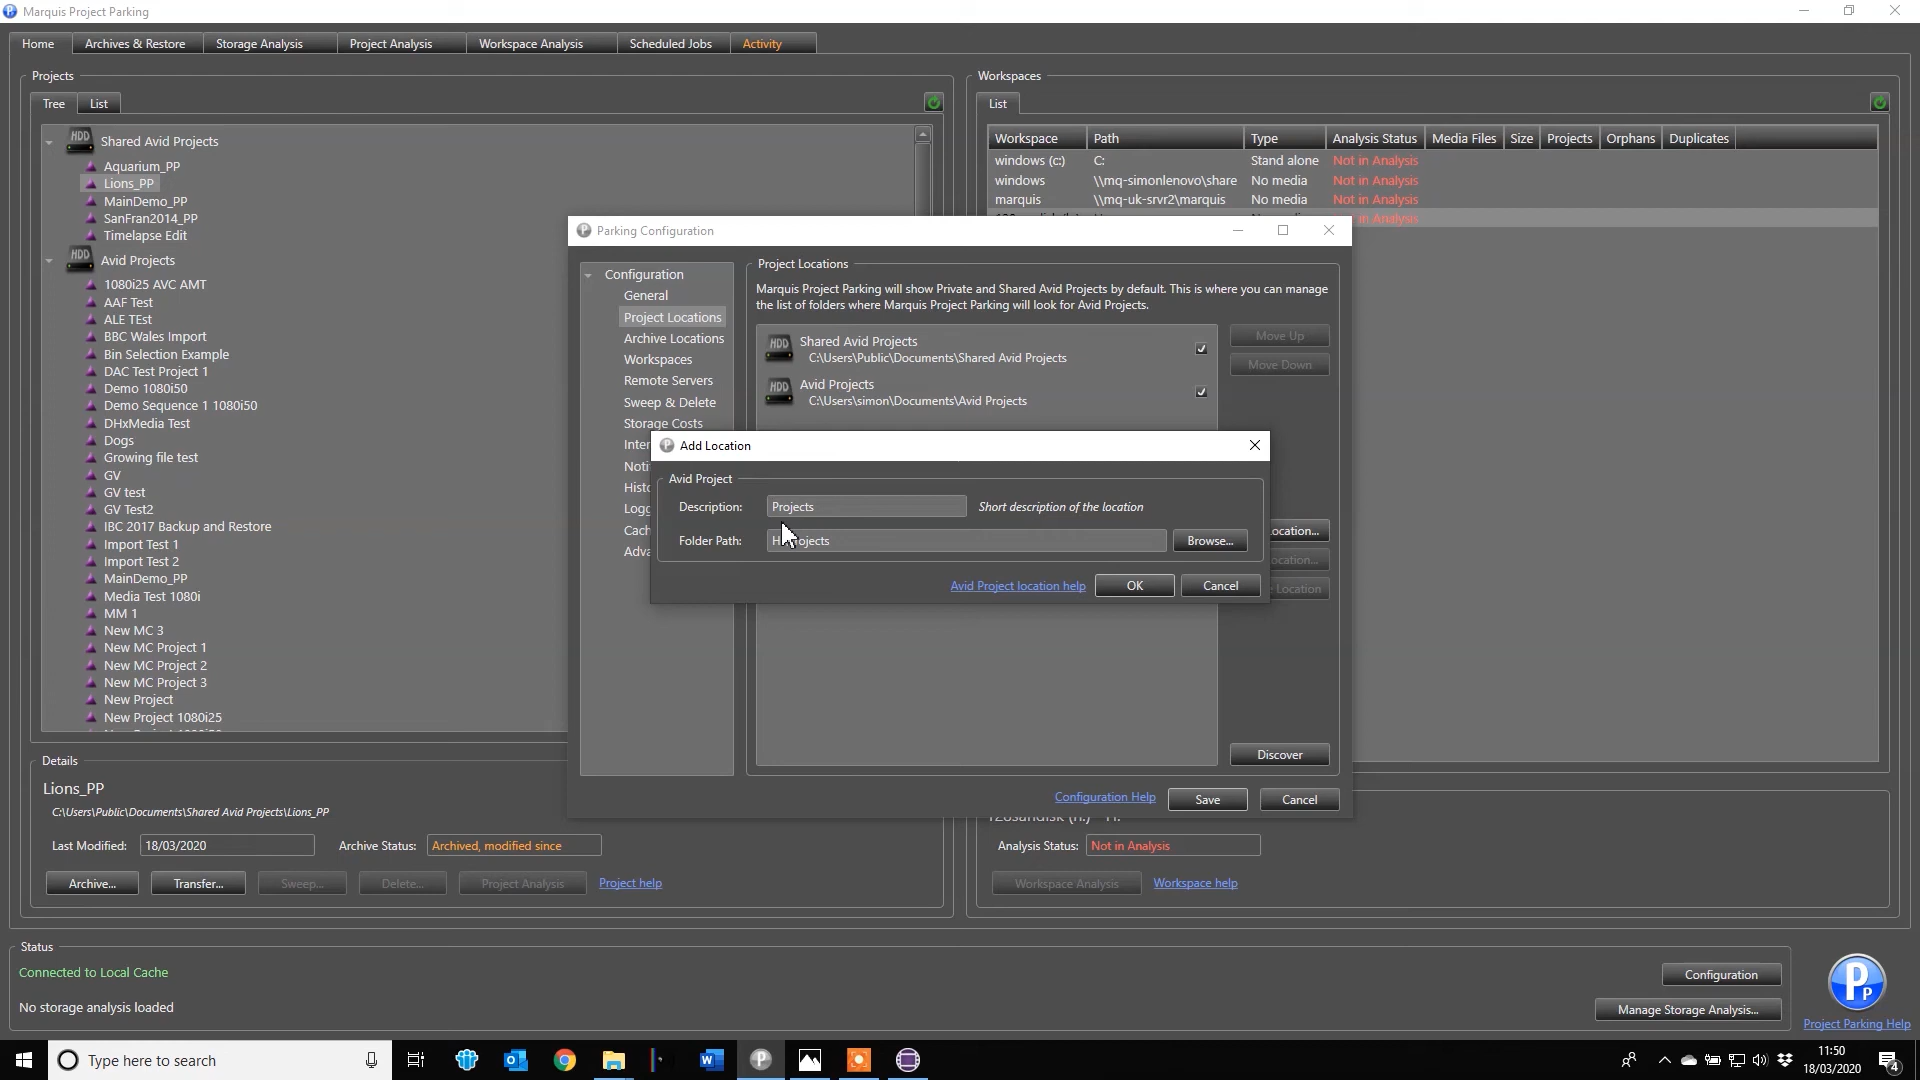 Marquis Project Parking
Home
Archives & Restore
Storage Analysis
Project Analysis
Workspace Analysis
Scheduled Jobs
Activity
Projects
Tree
List
Shared Avid Projects
Aquarium_PP
Lions_PP
MainDemo_PP
SanFran2014_PP
Timelapse Edit
Avid Projects
1080i25 AVC AMT
AAF Test
ALE TEst
BBC Wales Import
Bin Selection Example
DAC Test Project 1
Demo 1080i50
Demo Sequence 1 1080i50
DHxMedia Test
Dogs
Growing file test
GV
GV test
GV Test2
IBC 2017 Backup and Restore
Import Test 1
Import Test 2
MainDemo_PP
Media Test 1080i
MM 1
New MC 3
New MC Project 1
New MC Project 2
New MC Project 3
New Project
New Project 1080i25
Details
Lions_PP
C:\Users\Public\Documents\Shared Avid Projects\Lions_PP
Last Modified: 18/03/2020 Archive Status: Archived, modified since
Archive... Transfer... Sweep... Delete... Project Analysis Project help
Workspaces
List
Workspace Path Type Analysis Status Media Files Size Projects Orphans Duplicates
windows (c:) C: Stand alone Not in Analysis
windows \\mq-simonlenovo\share No media Not in Analysis
marquis \\mq-uk-srvr2\marquis No media Not in Analysis
in Analysis
Parking Configuration
Configuration
General
Project Locations
Archive Locations
Workspaces
Remote Servers
Sweep & Delete
Storage Costs
Inter
Noti
Histo
Logg
Cach
Adva
Project Locations
Marquis Project Parking will show Private and Shared Avid Projects by default. This is where you can manage
the list of folders where Marquis Project Parking will look for Avid Projects.
HDD
Shared Avid Projects
C:\Users\Public\Documents\Shared Avid Projects
HDD
Avid Projects
C:\Users\simon\Documents\Avid Projects
Move Up
Move Down
ocation...
ocation...
Location
Discover
Configuration Help Save Cancel
Add Location
Avid Project
Description: Projects Short description of the location
Folder Path: Browse...
Avid Project location help OK Cancel
Analysis Status: Not in Analysis
Workspace Analysis Workspace help
Status
Connected to Local Cache
No storage analysis loaded
Configuration
Manage Storage Analysis...
Project Parking Help
Type here to search
11:50
18/03/2020
4